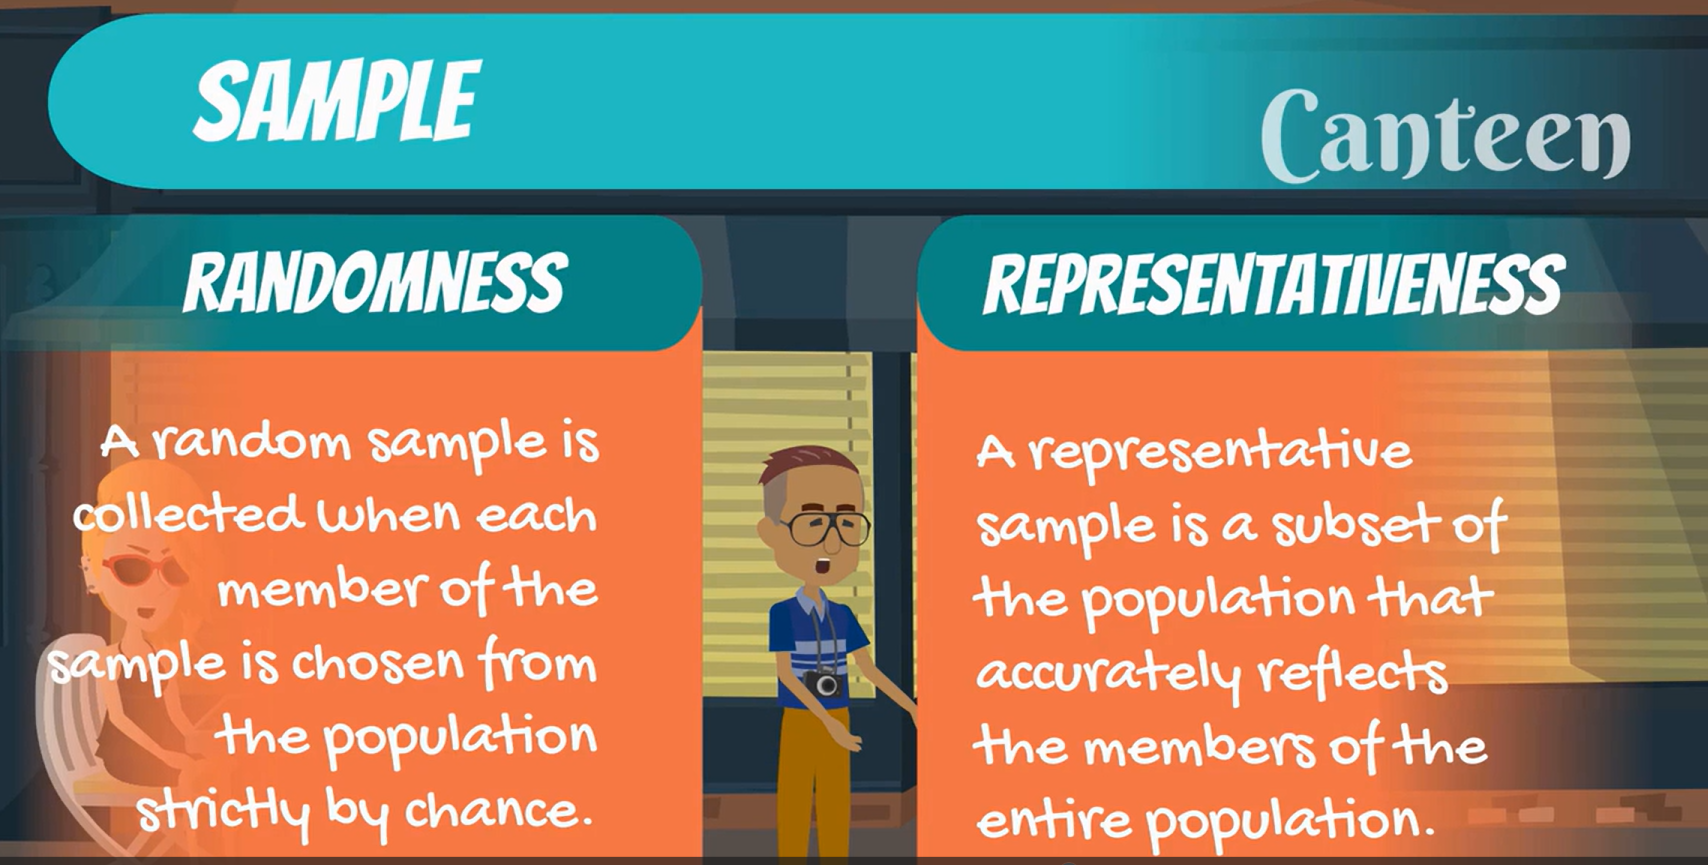 SAMPLE
Canteen
RANDOMNESS
A random sample is
collected when each
member of the
sample is chosen from
the population
strictly by chance.
REPRESENTATIVENESS
A representative
sample is a subset of
the population that
accurately reflects
the members of the
entire population.